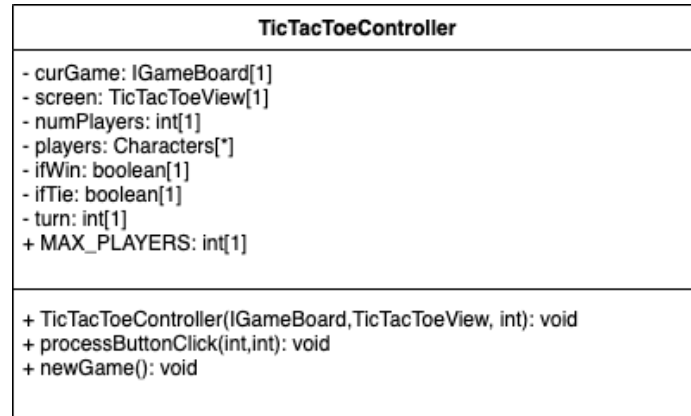 TicTacToeController
- curGame: IGameBoard[1]
- screen: TicTacToeView[1]
- numPlayers: int[1]
- players: Characters[*]
- ifWin: boolean[1]
- ifTie: boolean[1]
- turn: int[1]
+ MAX_PLAYERS: int[1]
+ TicTacToeController(IGameBoard,TicTacToeView, int): void
+ processButtonClick(int,int): void
+ newGame(): void